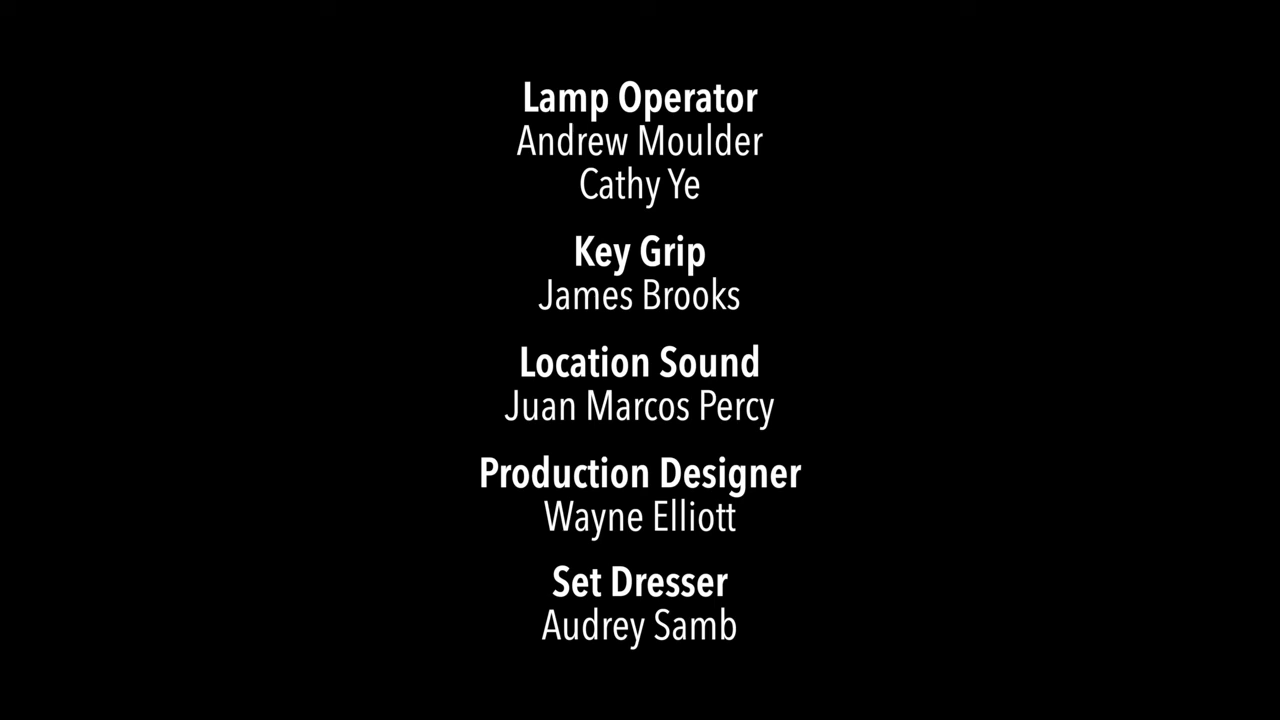 Lamp Operator
Andrew Moulder
Cathy Ye
Key Grip
James Brooks
Location Sound
Juan Marcos Percy
Production Designer
Wayne Elliott
Set Dresser
Audrey Samb